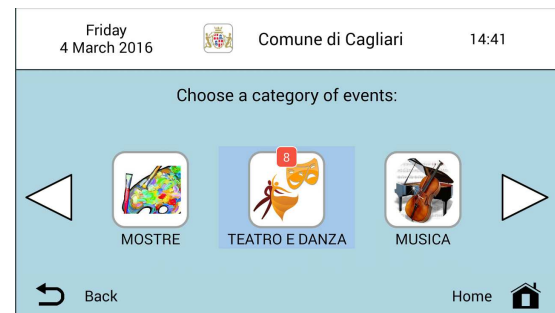 Friday
4 March 2016
Comune di Cagliari
14:41
Choose a category of events:
8
MOSTRE
TEATRO E DANZA
MUSICA
Back
Home